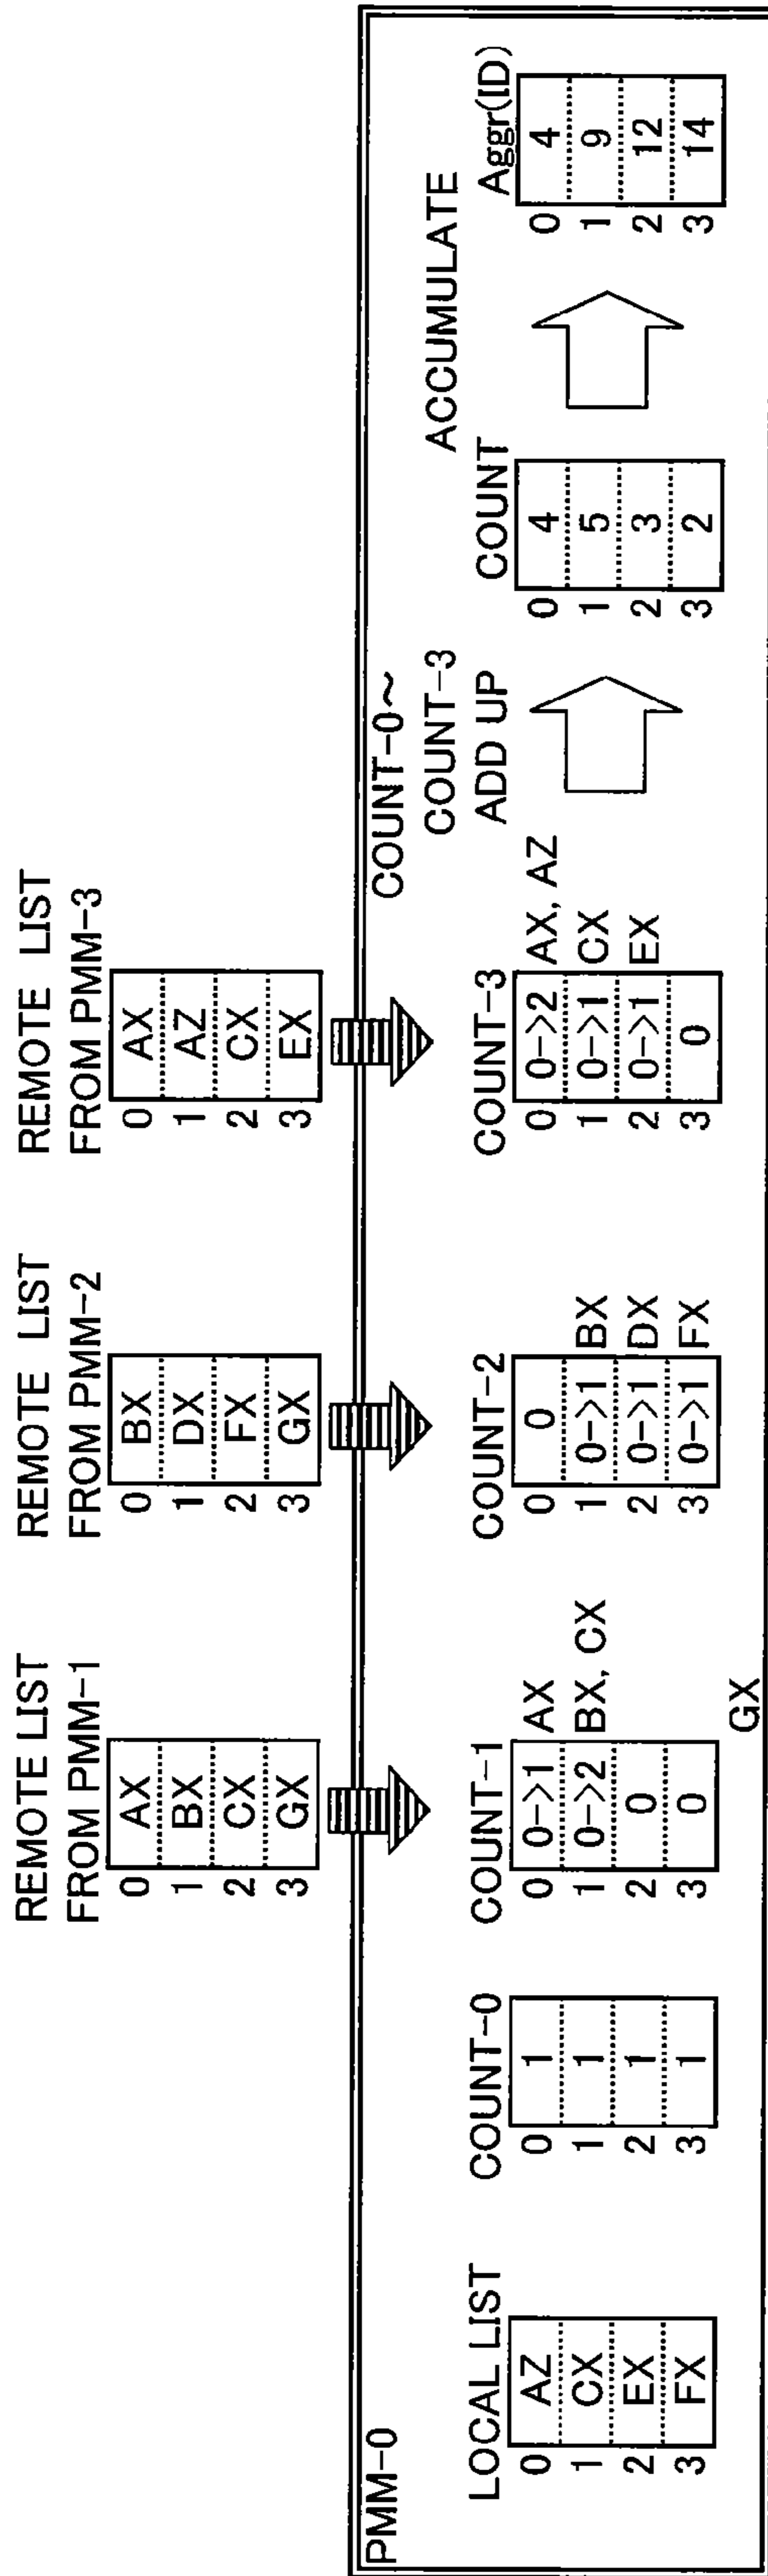 REMOTE LIST
FROM PMM-1
0 AX
1 BX
2 CX
3 GX
REMOTE LIST
FROM PMM-2
0 BX
1 DX
2 FX
3 GX
REMOTE LIST
FROM PMM-3
0 AX
1 AZ
2 CX
3 EX
PMM-0
LOCAL LIST
0 AZ
1 CX
2 EX
3 FX
COUNT-0
0 1
1 1
2 1
3 1
COUNT-1
0 0->1 AX
1 0->2 BX, CX
2 0
3 0
GX
COUNT-2
0 0
1 0->1 BX
2 0->1 DX
3 0->1 FX
COUNT-3
0 0->2 AX, AZ
1 0->1 CX
2 0->1 EX
3 0
COUNT-0~
COUNT-3
ADD UP
COUNT
0 4
1 5
2 3
3 2
ACCUMULATE
Aggr(ID)
0 4
1 9
2 12
3 14